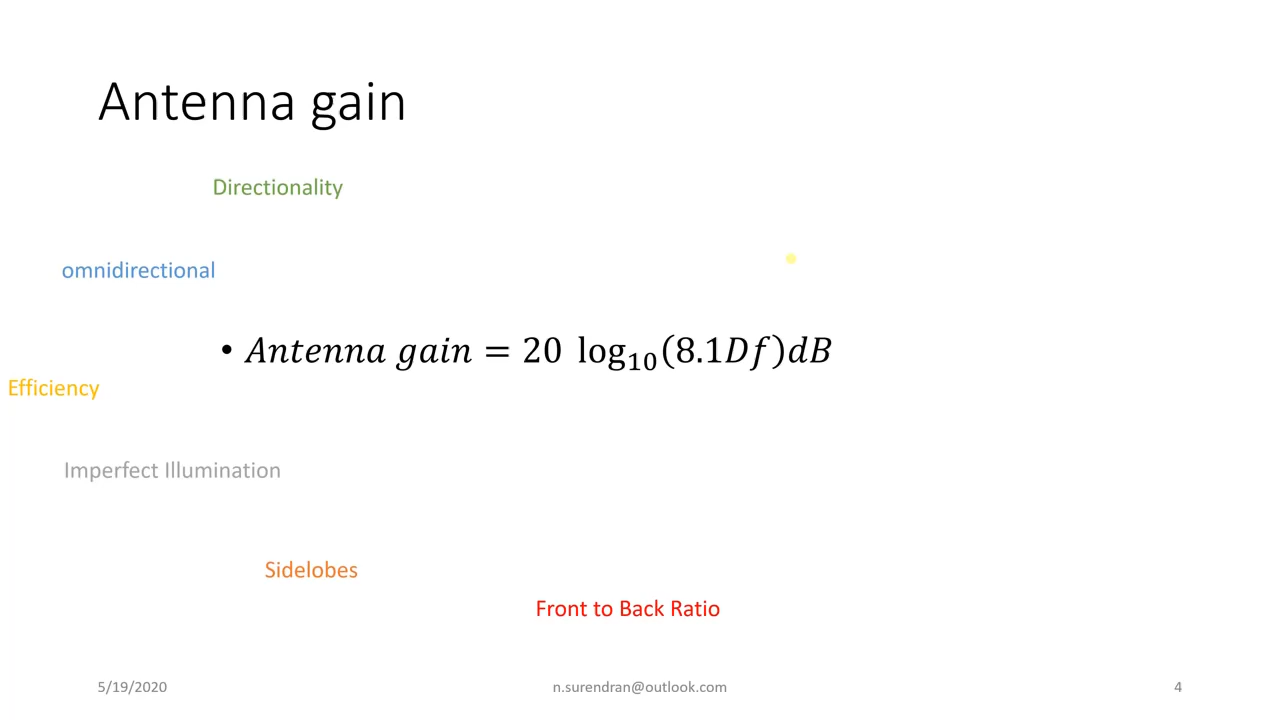 Antenna gain
Directionality
omnidirectional
• Antenna gain = 20 log₁₀(8.1Df)dB
Efficiency
Imperfect Illumination
Sidelobes
Front to Back Ratio
5/19/2020
n.surendran@outlook.com
4